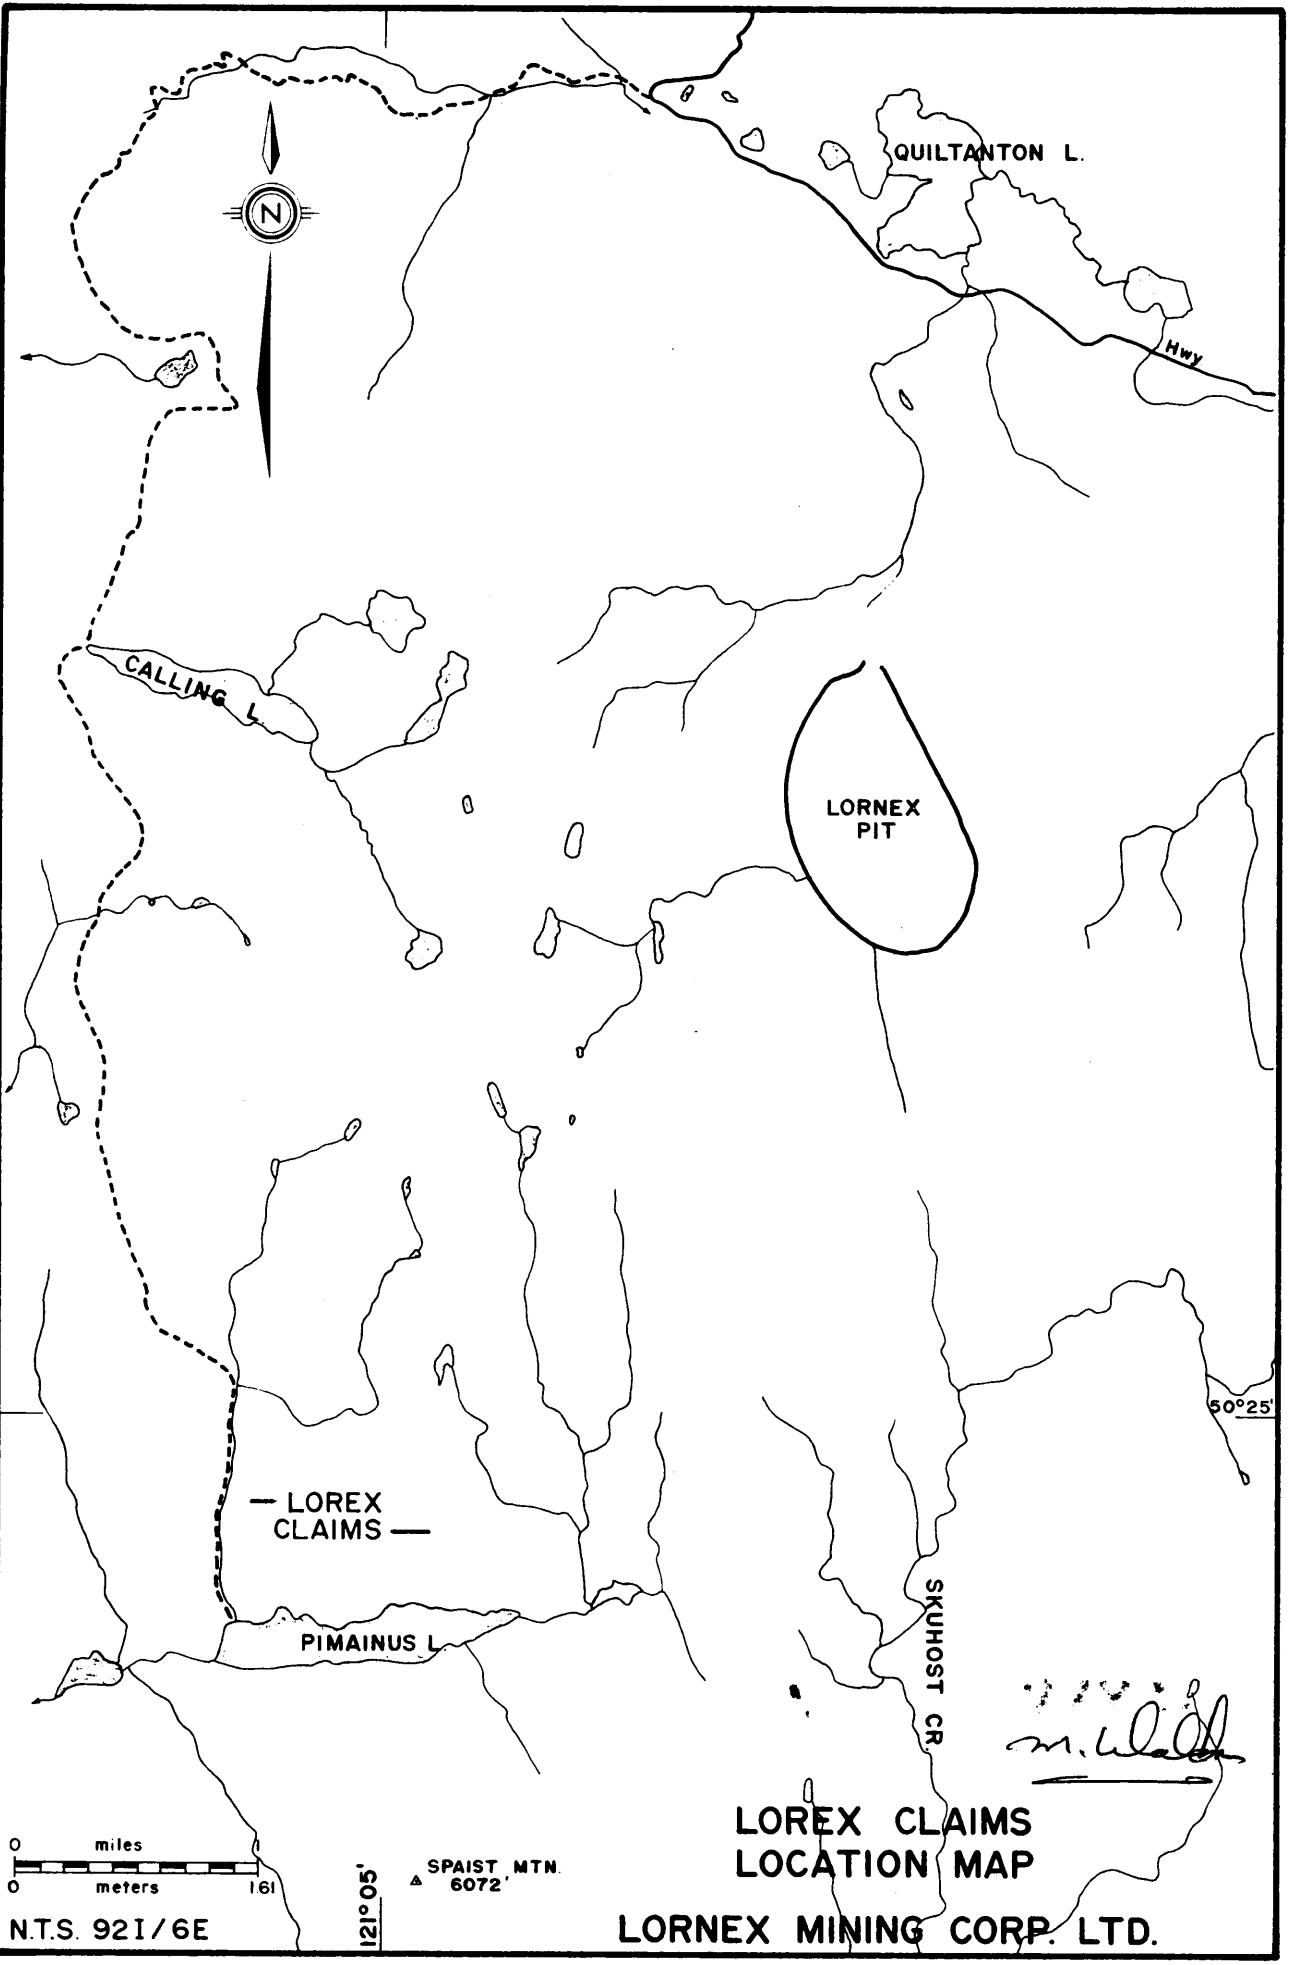 N
QUILTANTON L.
Hwy
CALLING L
LORNEX
PIT
50°25'
LOREX
CLAIMS
PIMAINUS L
SKUHOST CR.
LOREX CLAIMS
LOCATION MAP
LORNEX MINING CORP. LTD.
0 miles 1
0 meters 1.61
N.T.S. 92I/6E
121°05'
SPAIST MTN.
6072'